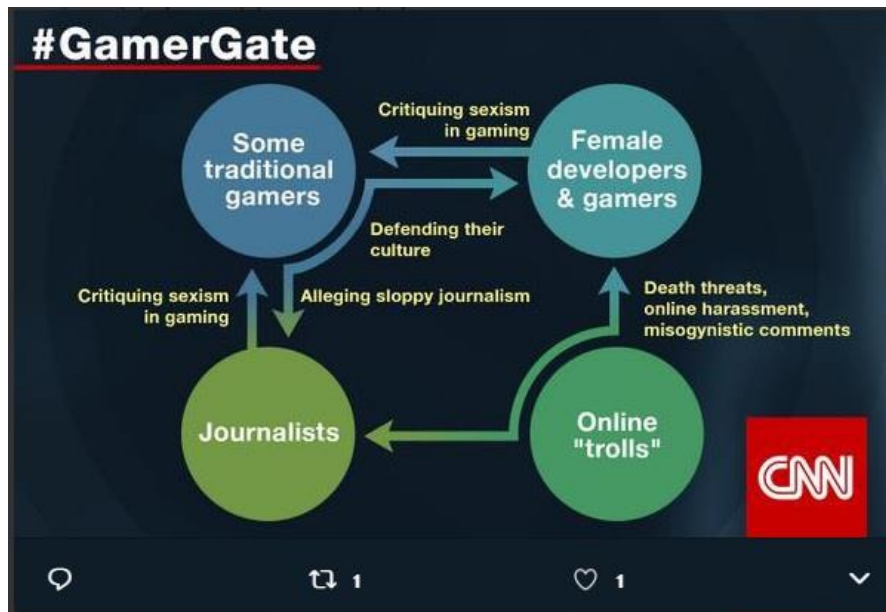 #GamerGate
Critiquing sexism
in gaming
Some
traditional
gamers
Female
developers
& gamers
Defending their
culture
Critiquing sexism
in gaming
Alleging sloppy journalism
Death threats,
online harassment,
misogynistic comments
Journalists
Online
"trolls"
CNN
1
1